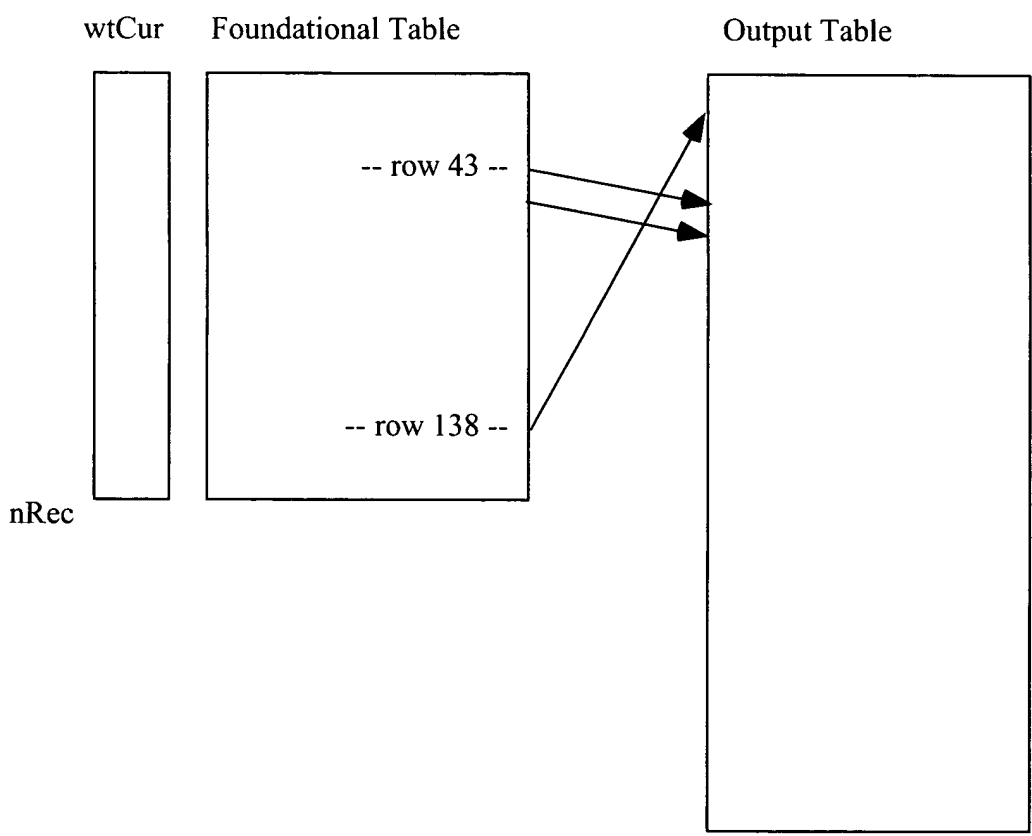 wtCur Foundational Table Output Table
-- row 43 --
-- row 138 --
nRec